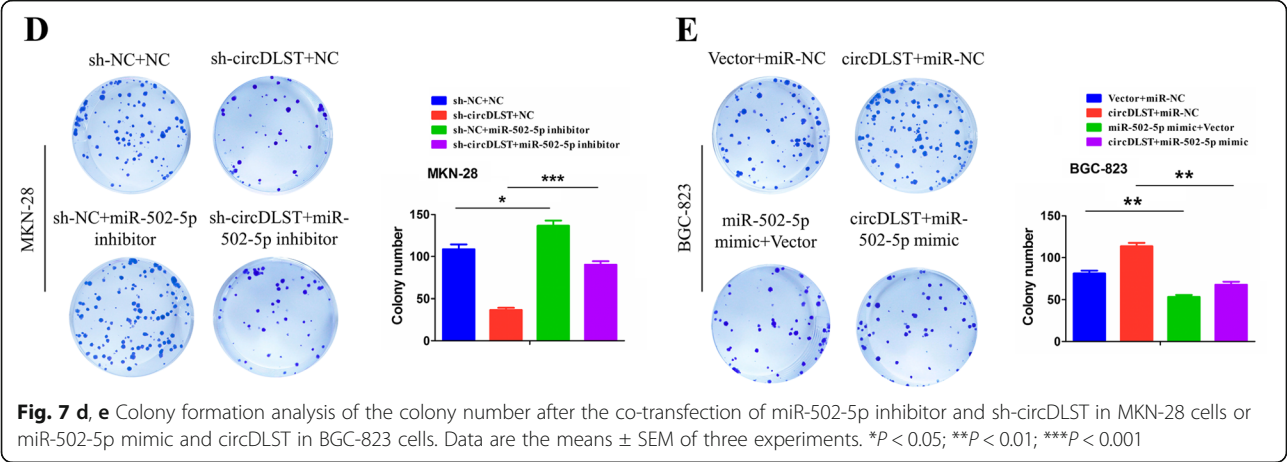 D
sh-NC+NC
sh-circDLST+NC
MKN-28
sh-NC+miR-502-5p
inhibitor
sh-circDLST+miR-
502-5p inhibitor
sh-NC+NC
sh-circDLST+NC
sh-NC+miR-502-5p inhibitor
sh-circDLST+miR-502-5p inhibitor
MKN-28
***
*
Colony number
150
100
50
0
E
Vector+miR-NC
circDLST+miR-NC
BGC-823
miR-502-5p
mimic+Vector
circDLST+miR-
502-5p mimic
Vector+miR-NC
circDLST+miR-NC
miR-502-5p mimic+Vector
circDLST+miR-502-5p mimic
BGC-823
**
**
Colony number
150
100
50
0
Fig. 7 d, e Colony formation analysis of the colony number after the co-transfection of miR-502-5p inhibitor and sh-circDLST in MKN-28 cells or
miR-502-5p mimic and circDLST in BGC-823 cells. Data are the means ± SEM of three experiments. *P < 0.05; **P < 0.01; ***P < 0.001